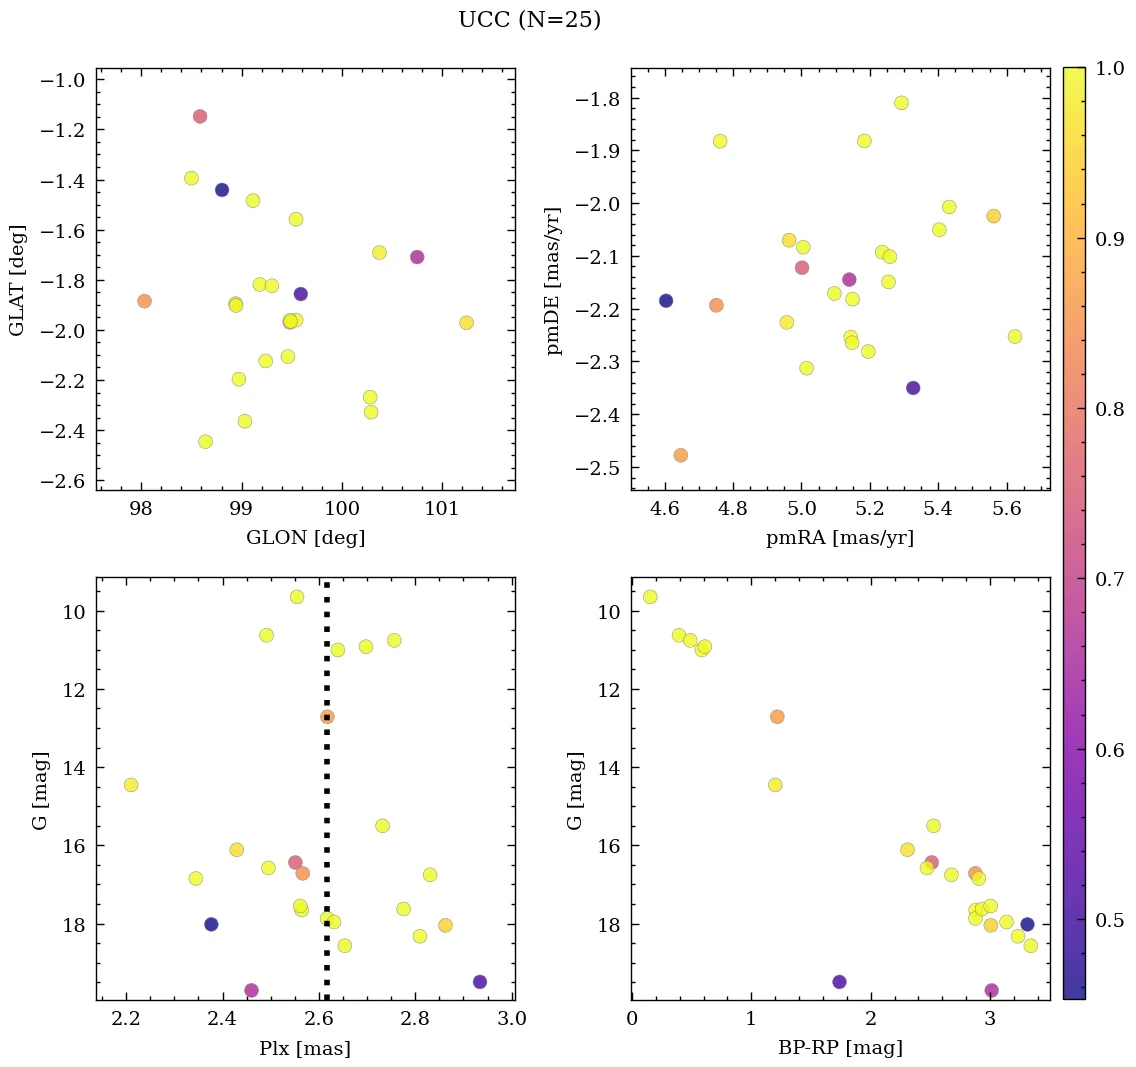 UCC (N=25)
−1.0
−1.2
−1.4
−1.6
−1.8
−2.0
−2.2
−2.4
−2.6
GLAT [deg]
98 99 100 101
GLON [deg]
−1.8
−1.9
−2.0
−2.1
−2.2
−2.3
−2.4
−2.5
pmDE [mas/yr]
4.6 4.8 5.0 5.2 5.4 5.6
pmRA [mas/yr]
10
12
14
16
18
G [mag]
2.2 2.4 2.6 2.8 3.0
Plx [mas]
10
12
14
16
18
G [mag]
0 1 2 3
BP-RP [mag]
1.0
0.9
0.8
0.7
0.6
0.5